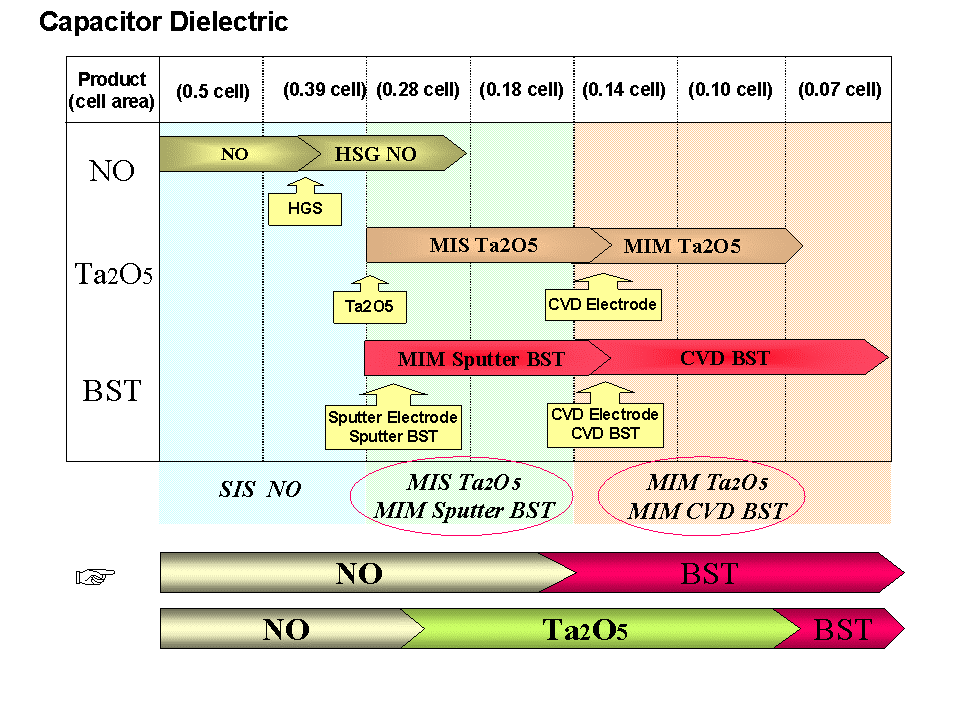 Capacitor Dielectric
Product
(cell area)
(0.5 cell)
(0.39 cell)
(0.28 cell)
(0.18 cell)
(0.14 cell)
(0.10 cell)
(0.07 cell)
NO
NO
HSG NO
HGS
Ta2O5
MIS Ta2O5
MIM Ta2O5
Ta2O5
CVD Electrode
BST
MIM Sputter BST
CVD BST
Sputter Electrode
Sputter BST
CVD Electrode
CVD BST
SIS NO
MIS Ta2O5
MIM Sputter BST
MIM Ta2O5
MIM CVD BST
NO
BST
NO
Ta2O5
BST